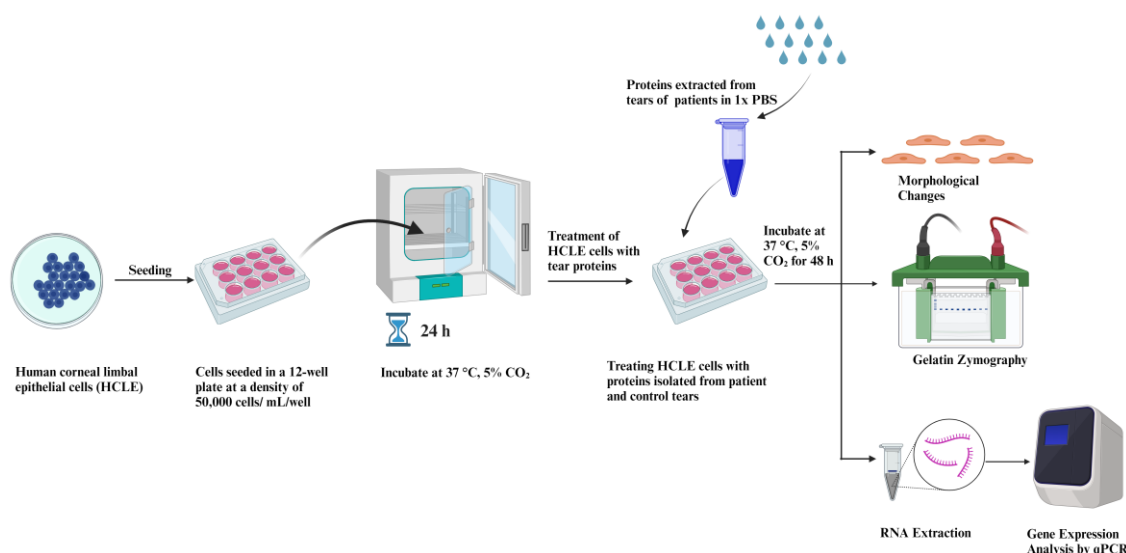 Proteins extracted from
tears of patients in 1x PBS
Morphological
Changes
Seeding
Treatment of
HCLE cells with
tear proteins
Incubate at
37 °C, 5%
CO₂ for 48 h
24 h
Gelatin Zymography
Human corneal limbal
epithelial cells (HCLE)
Cells seeded in a 12-well
plate at a density of
50,000 cells/ mL/well
Incubate at 37 °C, 5% CO₂
Treating HCLE cells with
proteins isolated from patient
and control tears
RNA Extraction
Gene Expression
Analysis by qPCR